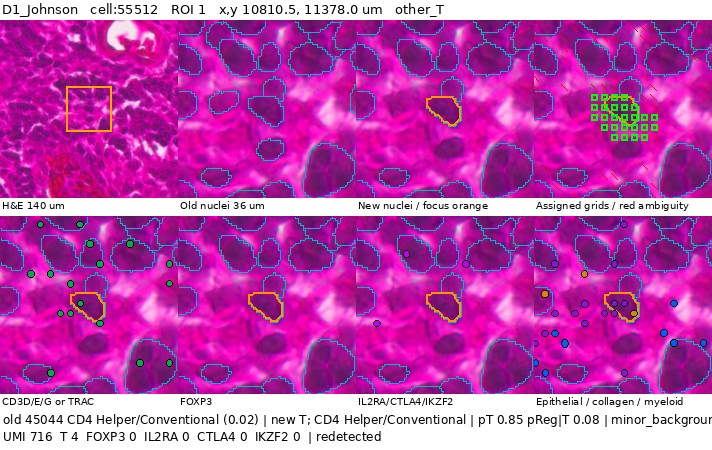 D1_Johnson cell:55512 ROI 1 x,y 10810.5, 11378.0 um other_T
H&E 140 um
Old nuclei 36 um
New nuclei / focus orange
Assigned grids / red ambiguity
CD3D/E/G or TRAC
FOXP3
IL2RA/CTLA4/IKZF2
Epithelial / collagen / myeloid
old 45044 CD4 Helper/Conventional (0.02) | new T; CD4 Helper/Conventional | pT 0.85 pReg|T 0.08 | minor_backgrour
UMI 716 T 4 FOXP3 0 IL2RA 0 CTLA4 0 IKZF2 0 | redetected